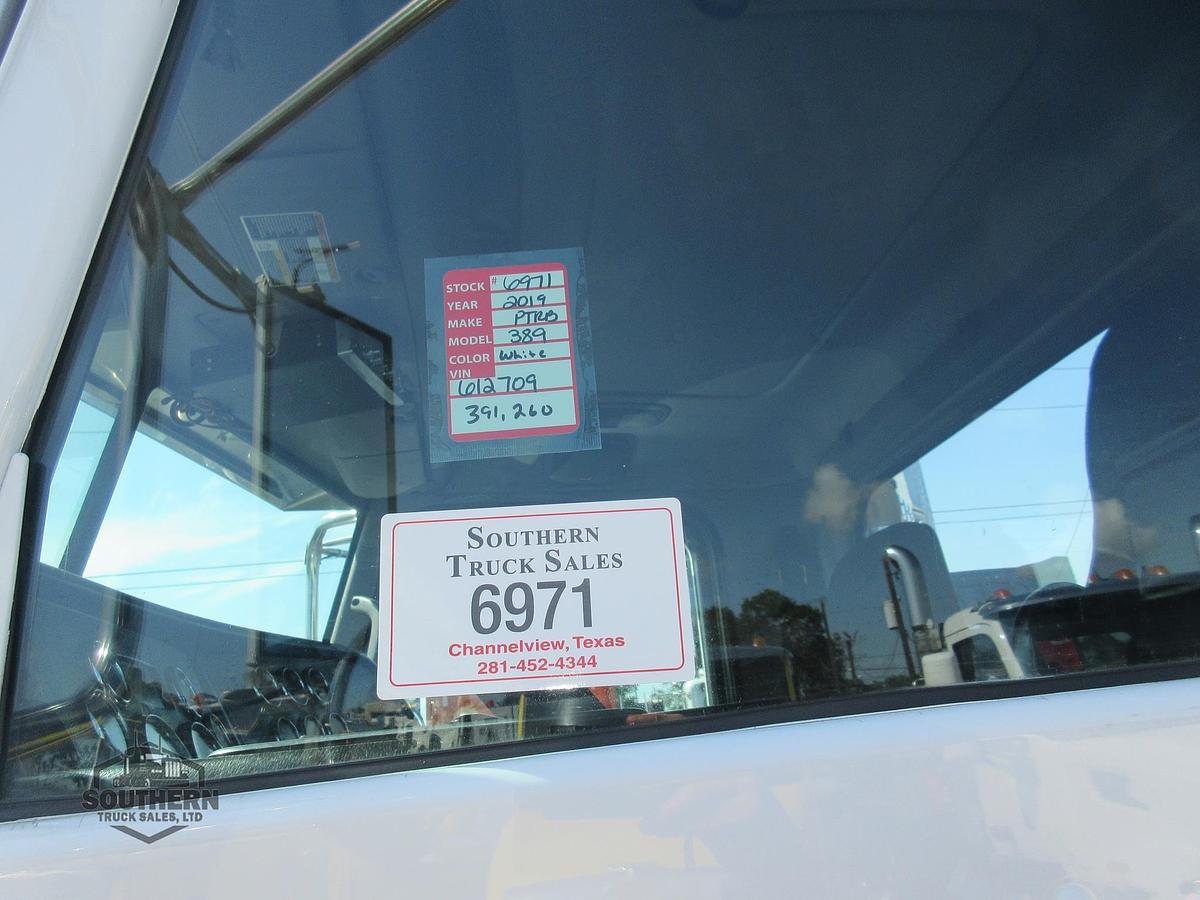 STOCK # 6971
YEAR 2019
MAKE PTRB
MODEL 389
COLOR White
VIN
612709
391,260
SOUTHERN
TRUCK SALES
6971
Channelview, Texas
281-452-4344
SOUTHERN
TRUCK SALES, LTD